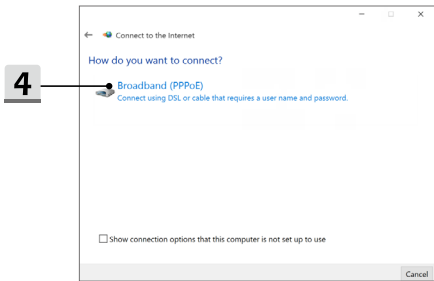 Connect to the Internet
How do you want to connect?
4
Broadband (PPPoE)
Connect using DSL or cable that requires a user name and password.
Show connection options that this computer is not set up to use
Cancel